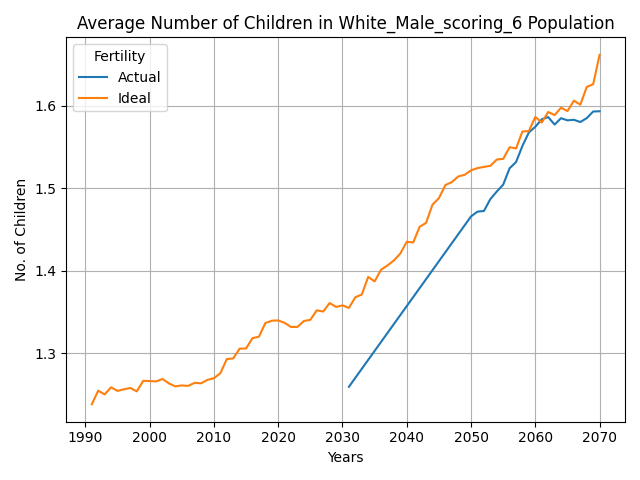 Average Number of Children in White_Male_scoring_6 Population
Fertility
Actual
Ideal
No. of Children
1.6
1.5
1.4
1.3
1990 2000 2010 2020 2030 2040 2050 2060 2070
Years